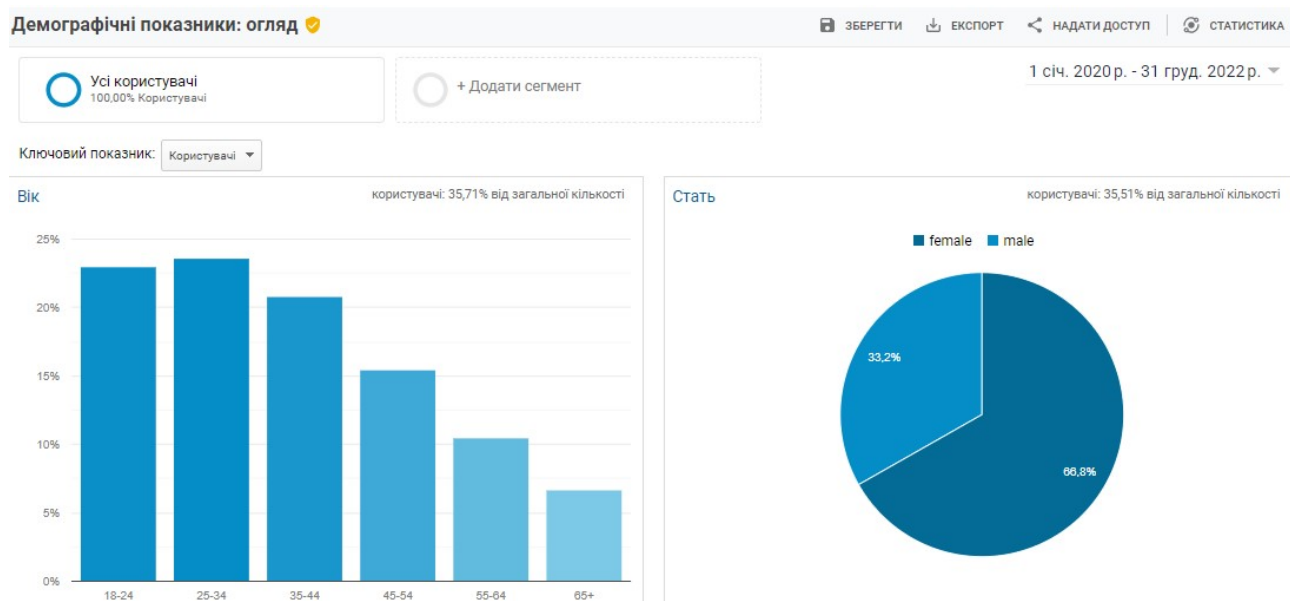 Демографічні показники: огляд
ЗБЕРЕГТИ ЕКСПОРТ НАДАТИ ДОСТУП СТАТИСТИКА
Усі користувачі
100,00% Користувачі
+ Додати сегмент
1 січ. 2020 р. - 31 груд. 2022 р.
Ключовий показник: Користувачі
Вік
користувачі: 35,71% від загальної кількості
25%
20%
15%
10%
5%
0%
18-24 25-34 35-44 45-54 55-64 65+
Стать
користувачі: 35,51% від загальної кількості
female male
33,2%
66,8%